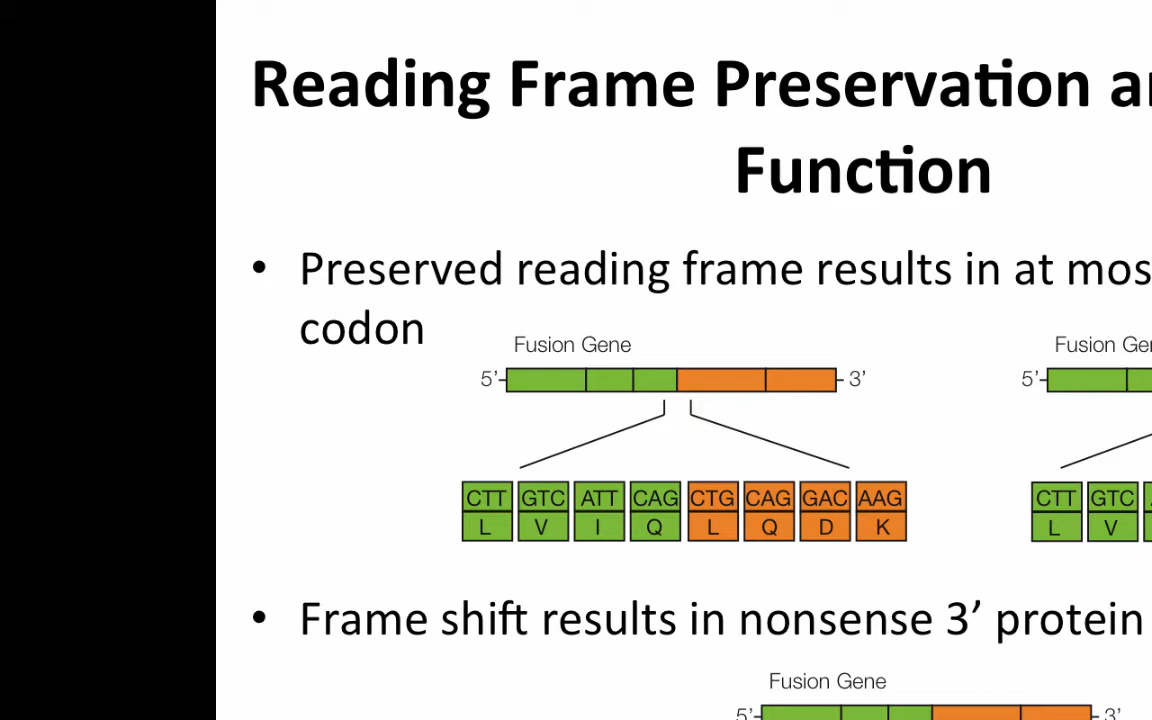 Reading Frame Preservation
Function
• Preserved reading frame results in at
codon
Fusion Gene
Fusion
5’
3’
5’
CTT GTC ATT CAG CTG CAG GAC AAG
L V I Q L Q D K
CTT GTC
L V
• Frame shift results in nonsense 3’ protein
Fusion Gene
5’
3’